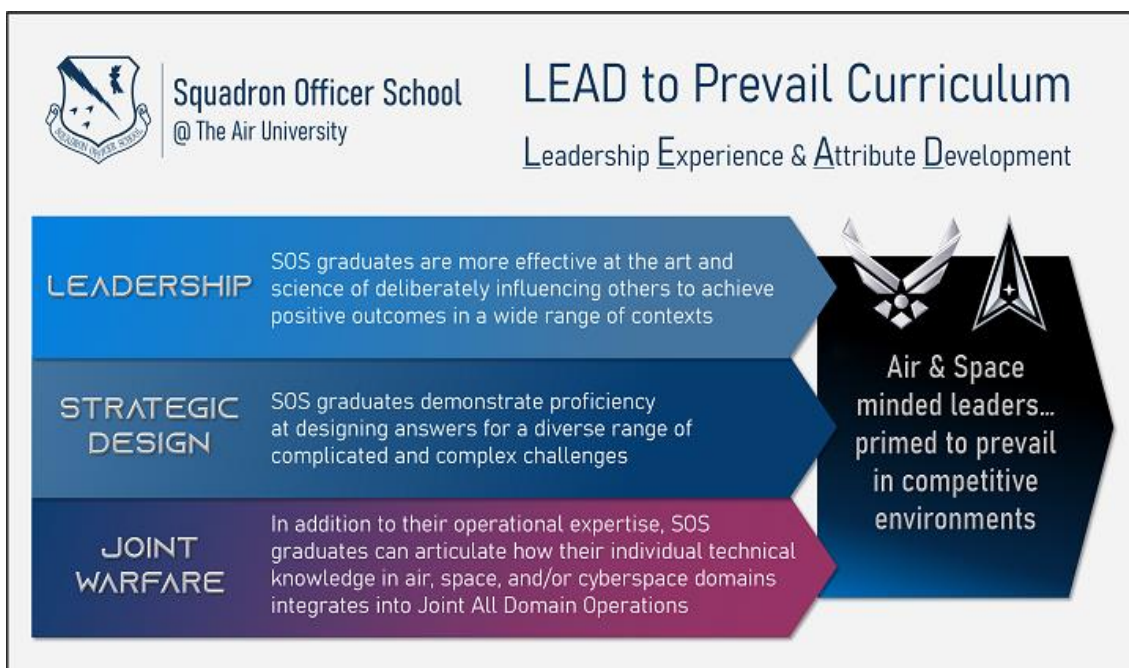 SQUADRON OFFICER SCHOOL
Squadron Officer School
@ The Air University
LEAD to Prevail Curriculum
Leadership Experience & Attribute Development
LEADERSHIP
SOS graduates are more effective at the art and
science of deliberately influencing others to achieve
positive outcomes in a wide range of contexts
STRATEGIC
DESIGN
SOS graduates demonstrate proficiency
at designing answers for a diverse range of
complicated and complex challenges
JOINT
WARFARE
In addition to their operational expertise, SOS
graduates can articulate how their individual technical
knowledge in air, space, and/or cyberspace domains
integrates into Joint All Domain Operations
Air & Space
minded leaders...
primed to prevail
in competitive
environments